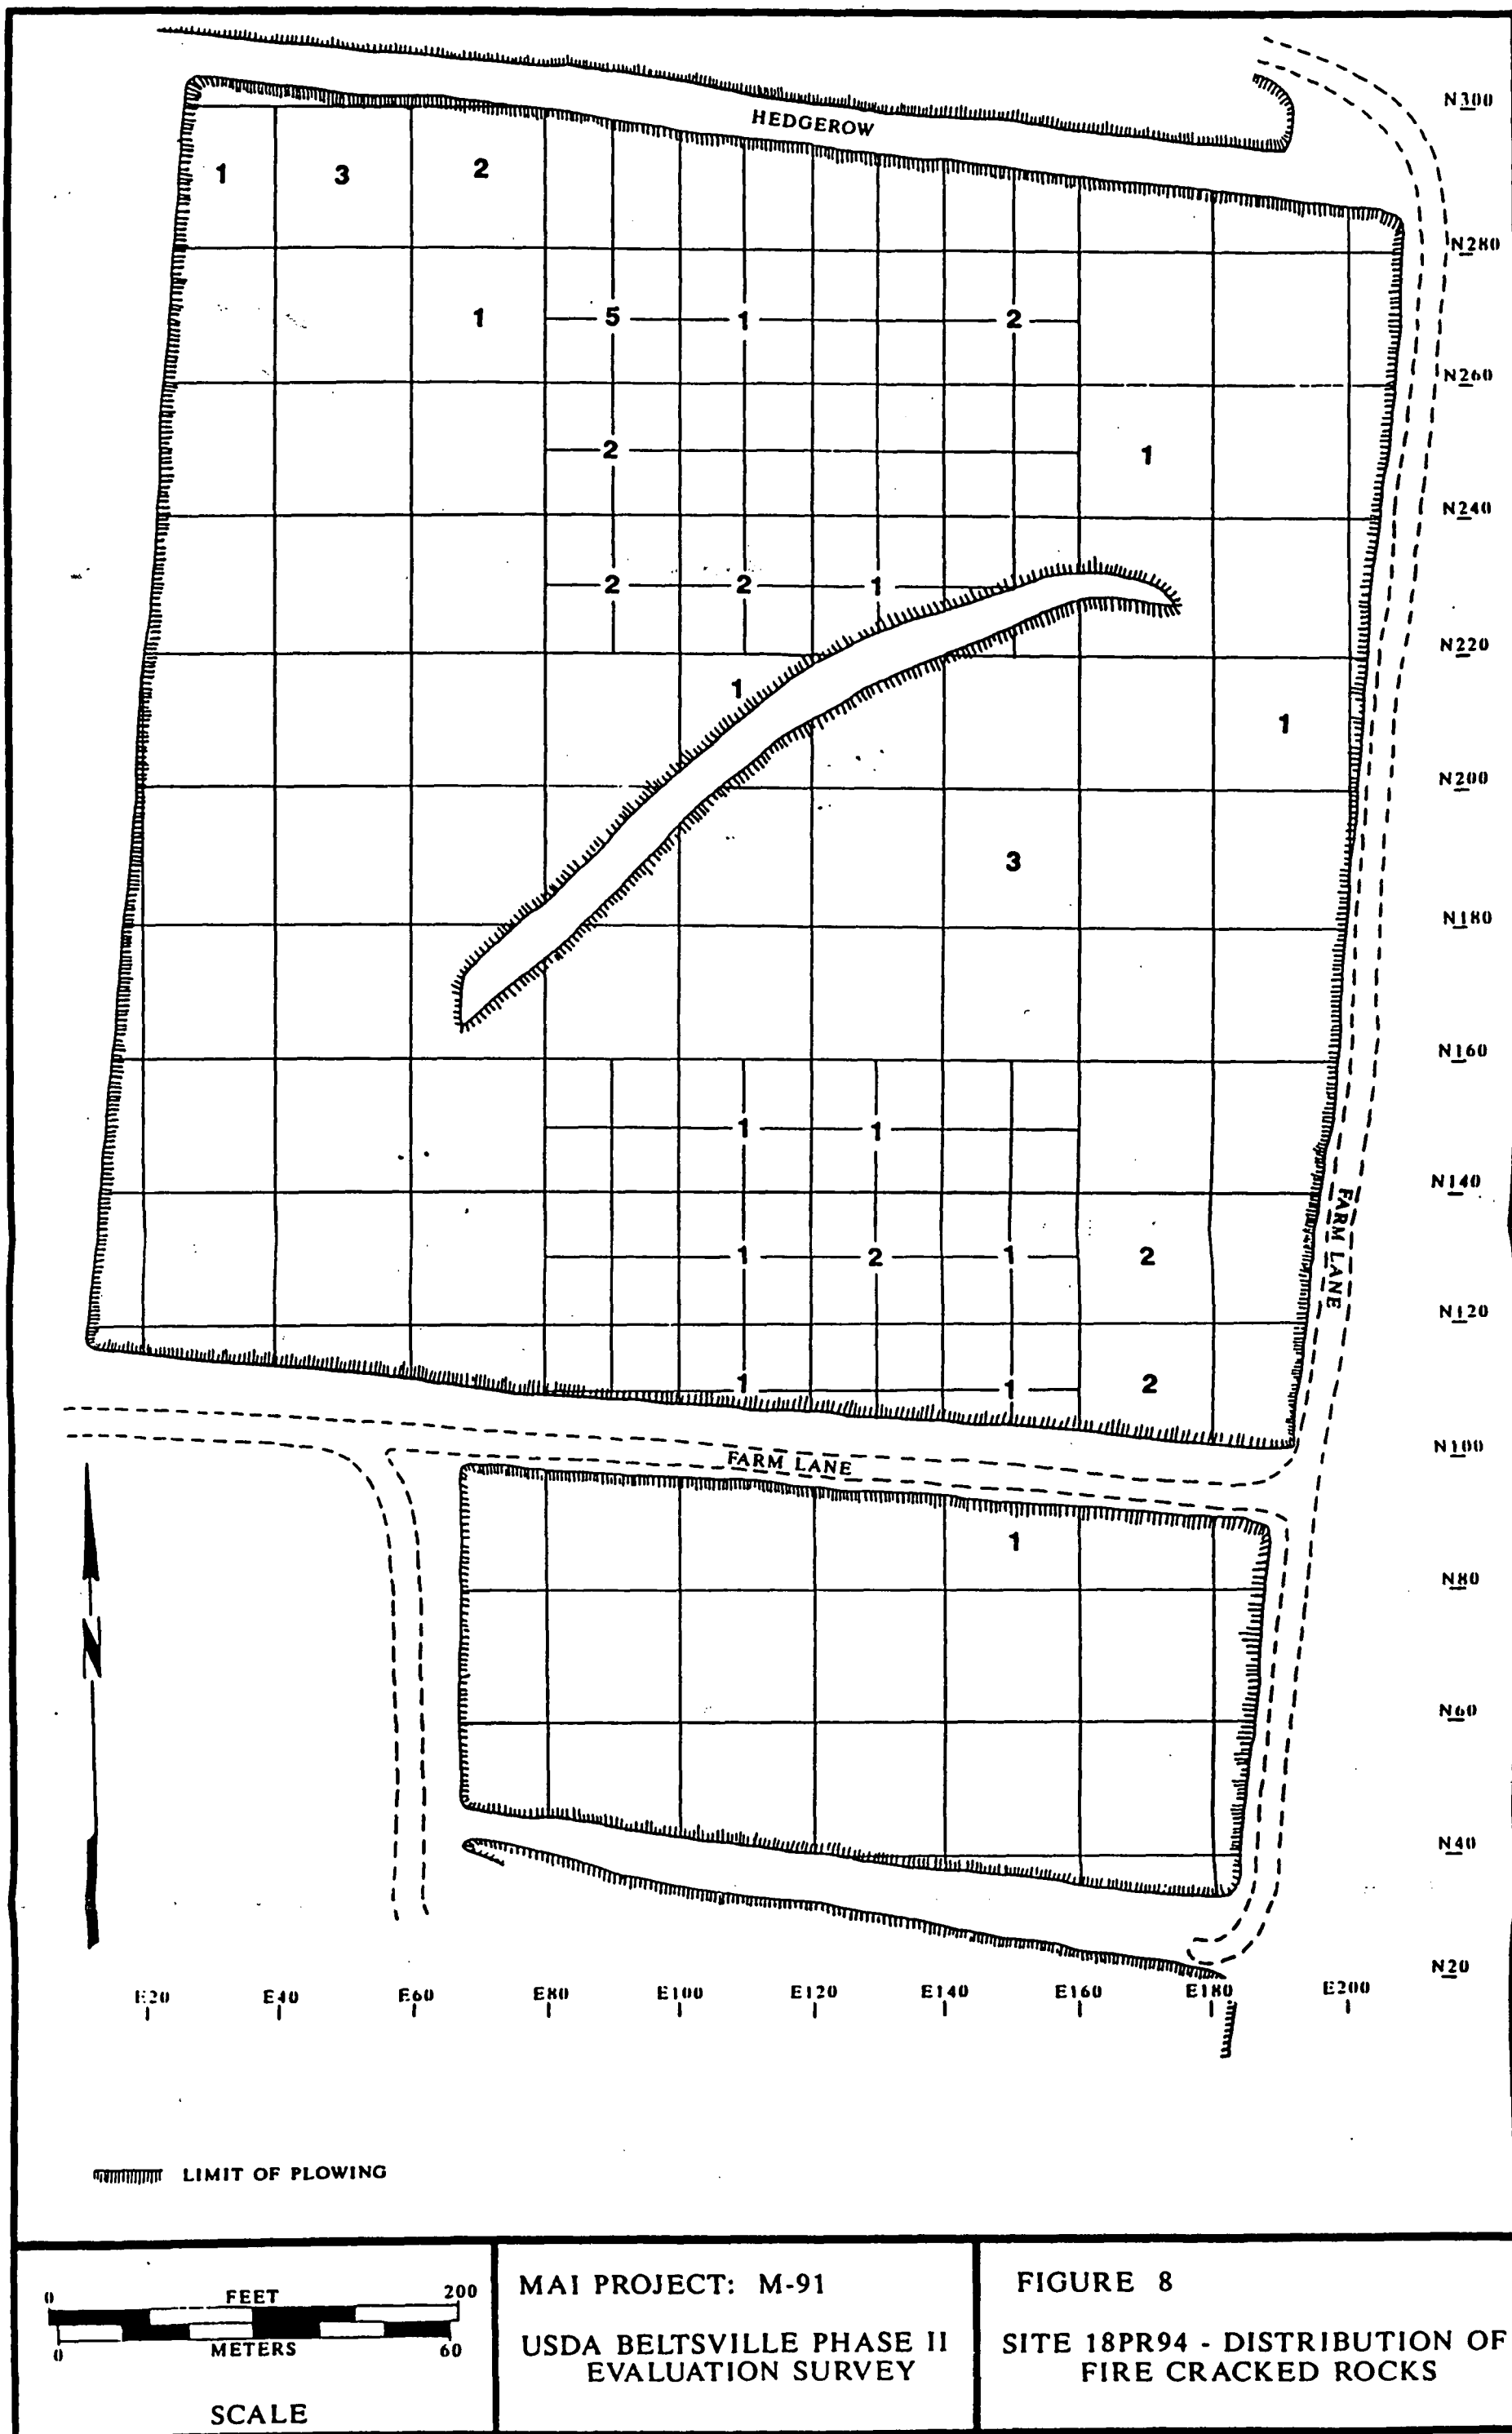 HEDGEROW
N300
1 3 2
N280
1 5 1 2
N260
2 1
N240
2 2 1
N220
1
1
N200
3
N180
N160
1 1
N140
FARM LANE
1 2 1 2
N120
1 1 2
N100
FARM LANE
1
N80
N
N60
N40
N20
E20 E40 E60 E80 E100 E120 E140 E160 E180 E200
LIMIT OF PLOWING
0 FEET 200
0 METERS 60
SCALE
MAI PROJECT: M-91
USDA BELTSVILLE PHASE II
EVALUATION SURVEY
FIGURE 8
SITE 18PR94 - DISTRIBUTION OF
FIRE CRACKED ROCKS